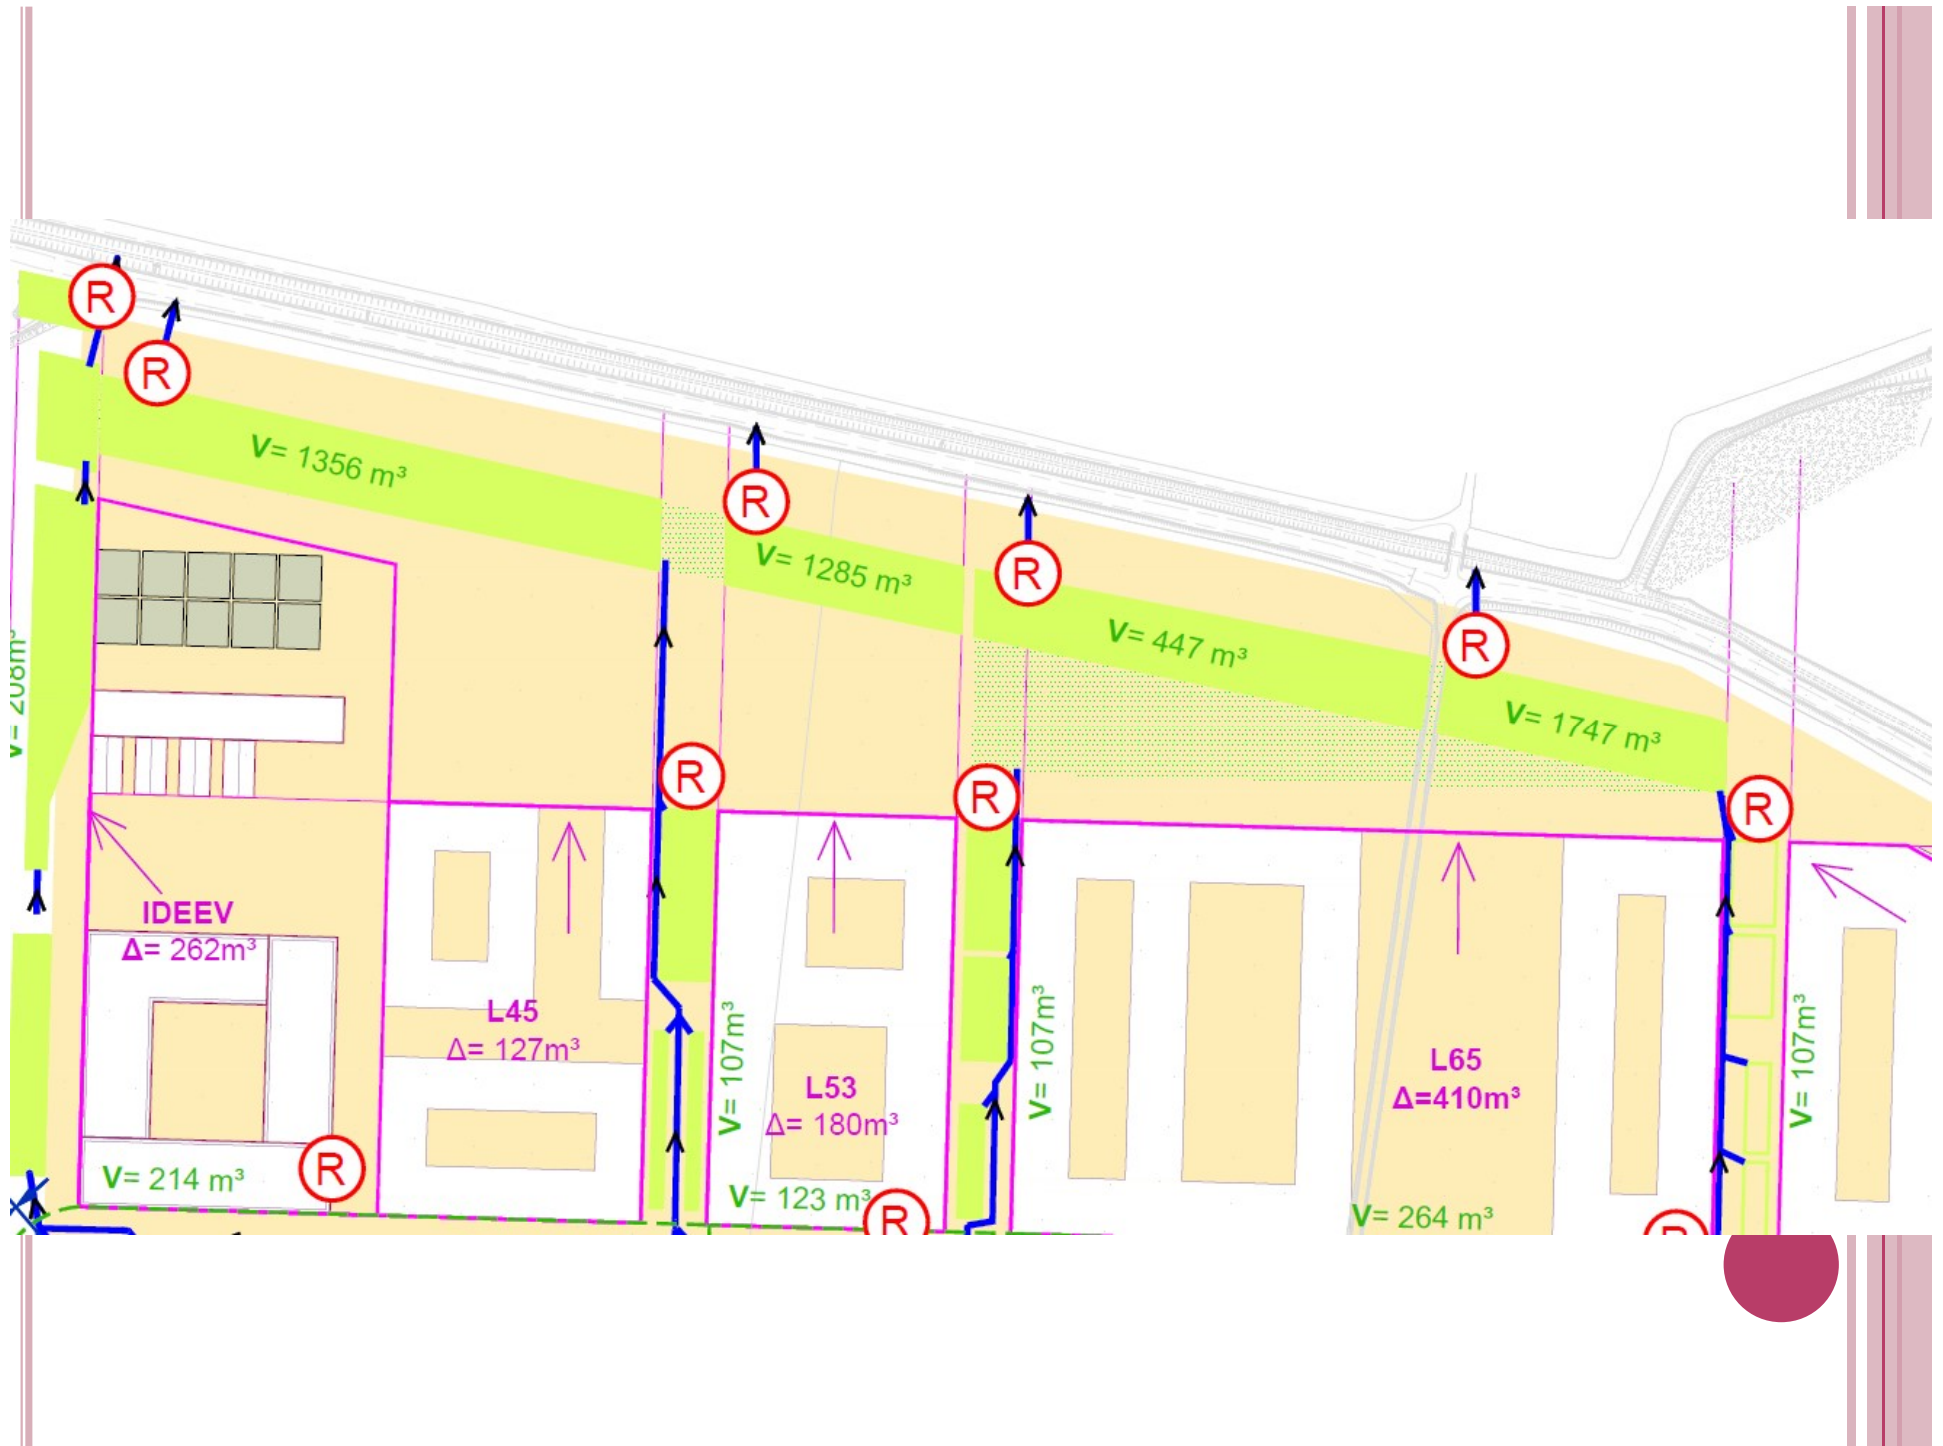 R
R
V= 1356 m³
R
V= 1285 m³
R
V= 447 m³
R
V= 1747 m³
V= 208m³
R
R
R
IDEEV
Δ= 262m³
L45
Δ= 127m³
V= 107m³
L53
Δ= 180m³
V= 107m³
L65
Δ=410m³
V= 107m³
V= 214 m³
R
V= 123 m³
R
V= 264 m³
R